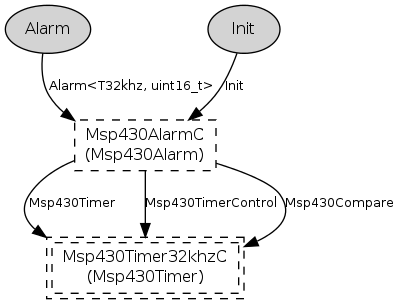 Alarm
Init
Alarm<T32khz, uint16_t>
Init
Msp430AlarmC
(Msp430Alarm)
Msp430Timer
Msp430TimerControl
Msp430Compare
Msp430Timer32khzC
(Msp430Timer)